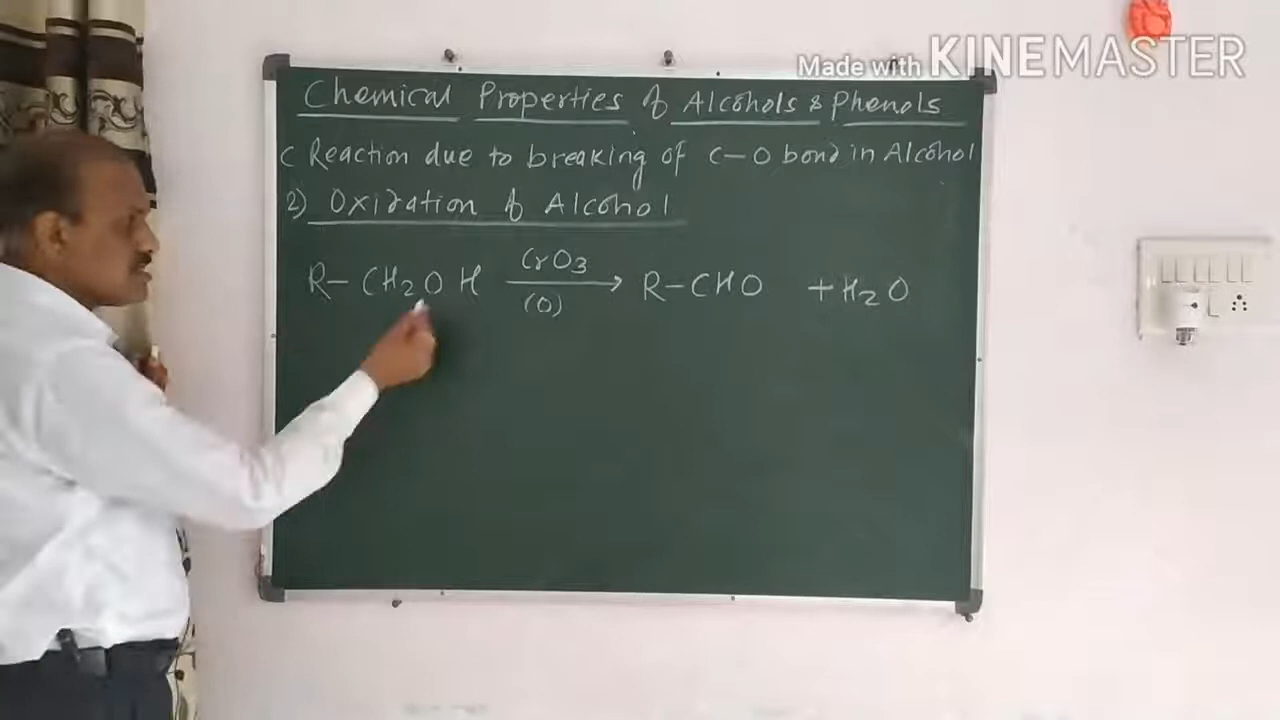 Made with KINEMASTER
Chemical Properties of Alcohols & Phenols
C Reaction due to breaking of C-O bond in Alcohol
2) Oxidation of Alcohol
R-CH2OH CrO3 (O) → R-CHO +H2O